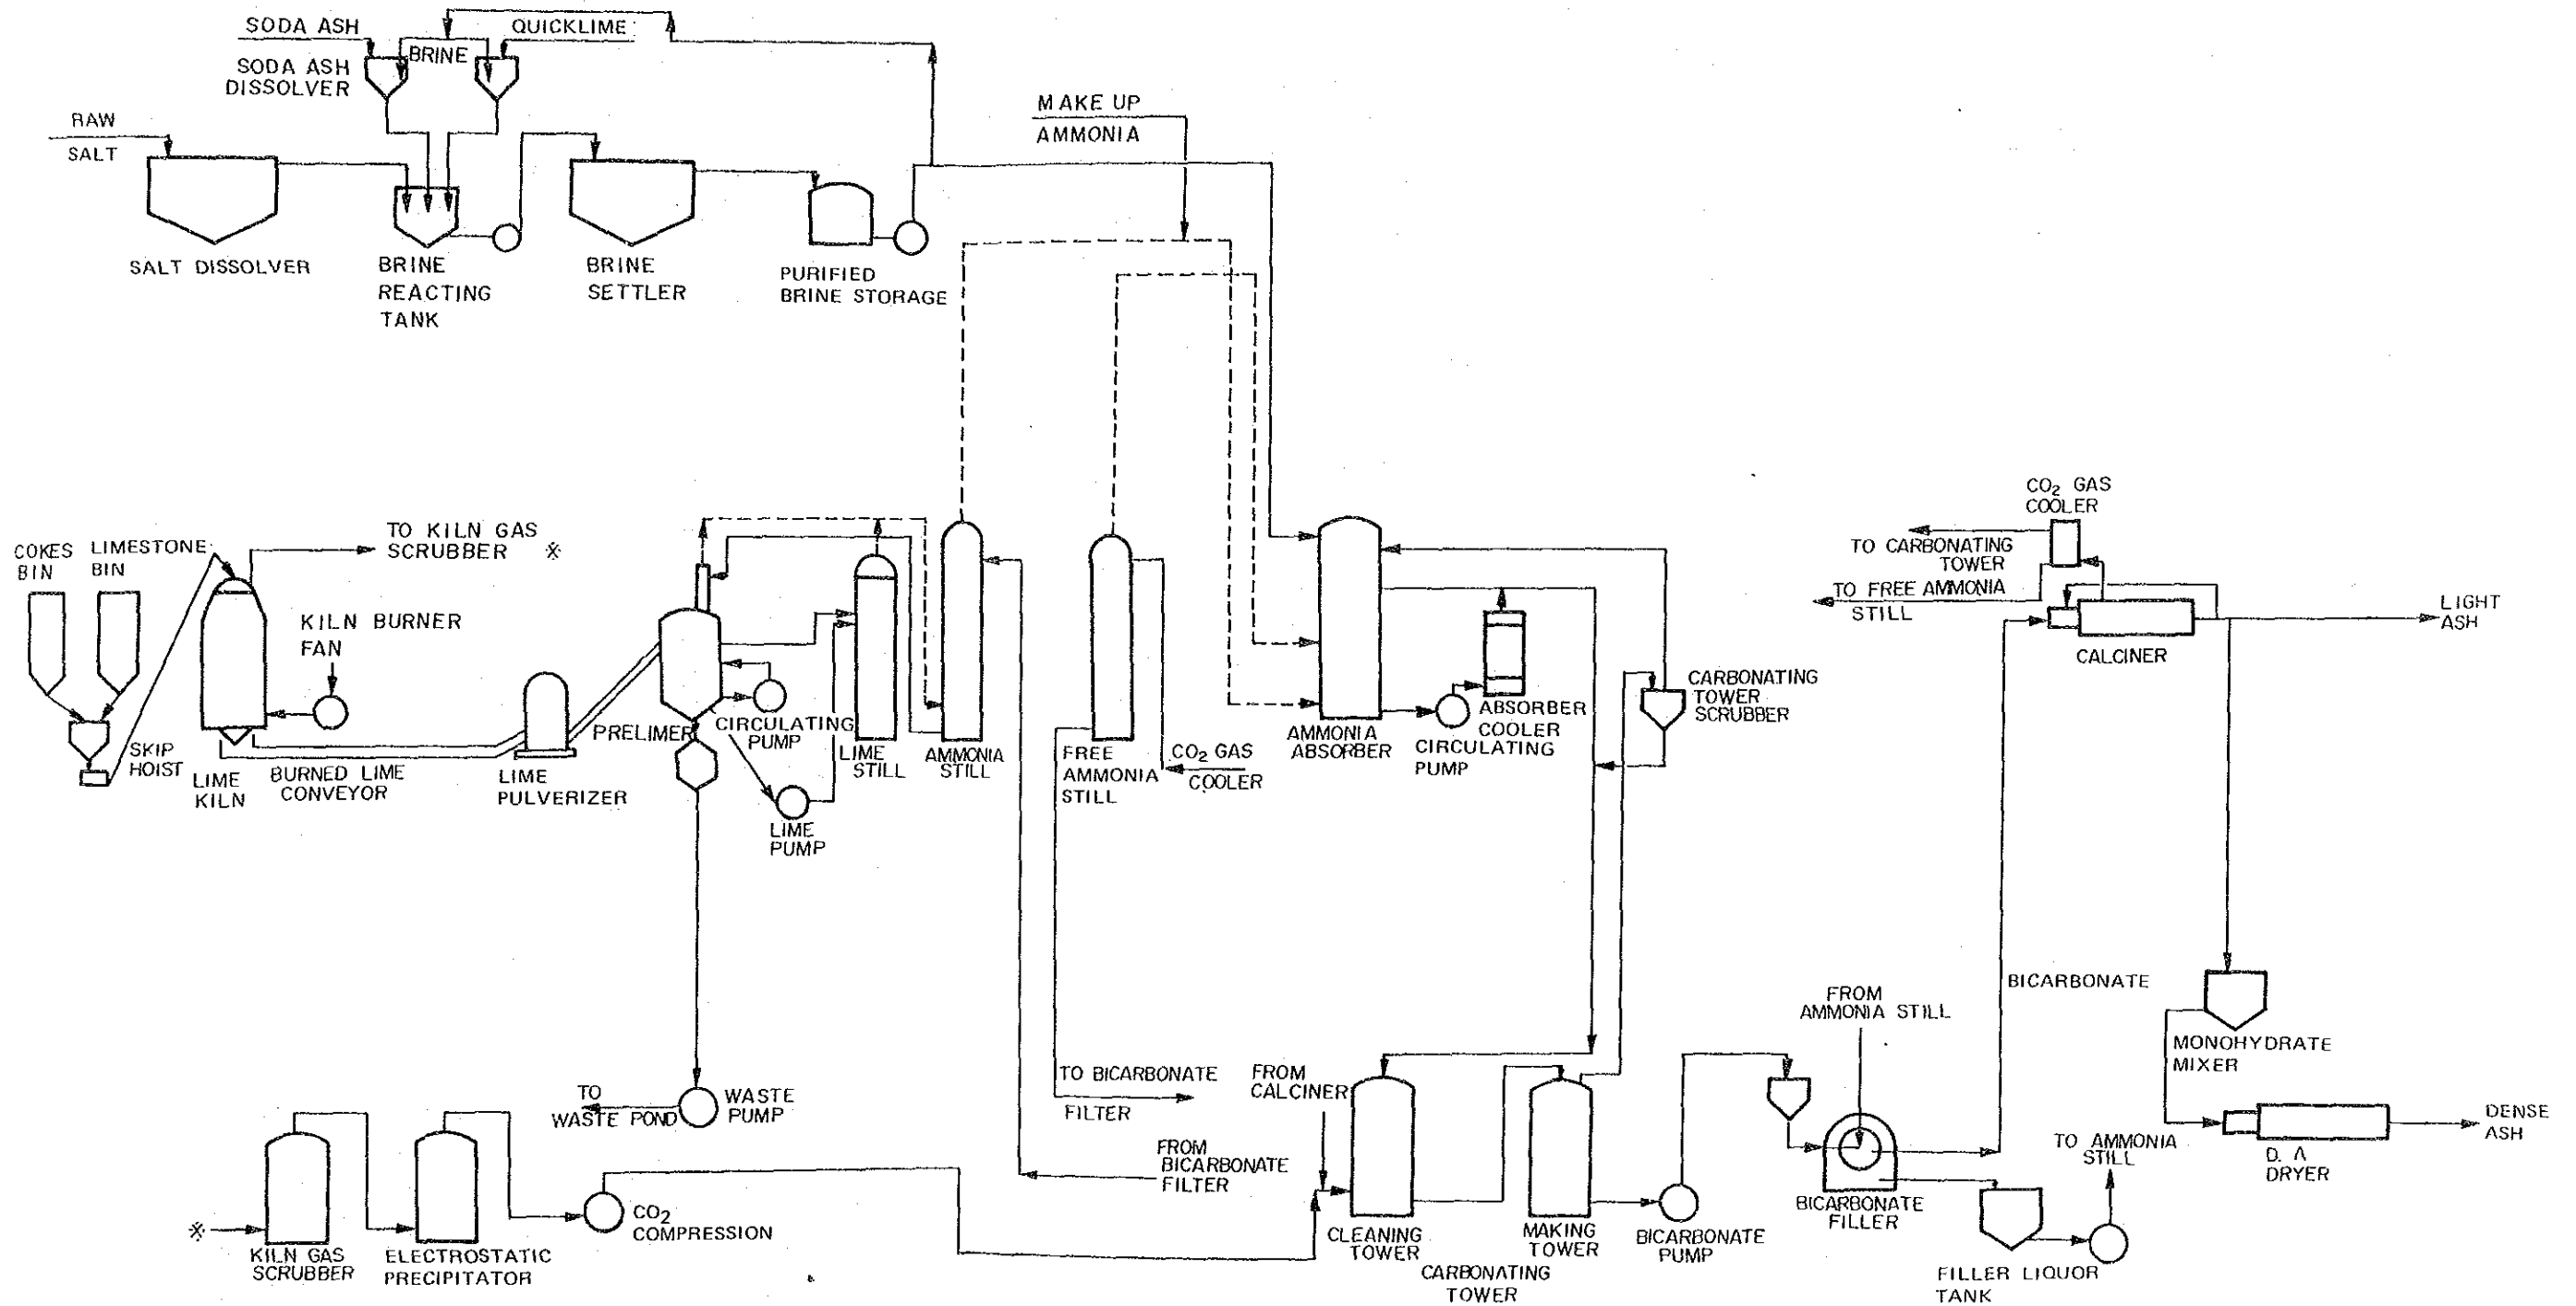 SODA ASH
QUICKLIME
BRINE
SODA ASH
DISSOLVER
RAW
SALT
MAKE UP
AMMONIA
SALT DISSOLVER
BRINE
REACTING
TANK
BRINE
SETTLER
PURIFIED
BRINE STORAGE
COKES
BIN
LIMESTONE
BIN
TO KILN GAS
SCRUBBER ※
KILN BURNER
FAN
SKIP
HOIST
LIME
KILN
BURNED LIME
CONVEYOR
LIME
PULVERIZER
PRELIMER
CIRCULATING
PUMP
LIME
PUMP
LIME
STILL
AMMONIA
STILL
FREE
AMMONIA
STILL
CO2 GAS
COOLER
AMMONIA
ABSORBER
CIRCULATING
PUMP
ABSORBER
COOLER
CARBONATING
TOWER
SCRUBBER
CO2 GAS
COOLER
TO CARBONATING
TOWER
TO FREE AMMONIA
STILL
CALCINER
LIGHT
ASH
BICARBONATE
FROM
AMMONIA STILL
MONOHYDRATE
MIXER
TO BICARBONATE
FILTER
FROM
CALCINER
TO
WASTE POND
WASTE
PUMP
FROM
BICARBONATE
FILTER
DENSE
ASH
TO AMMONIA
STILL
D. A
DRYER
※
KILN GAS
SCRUBBER
ELECTROSTATIC
PRECIPITATOR
CO2
COMPRESSION
CLEANING
TOWER
MAKING
TOWER
CARBONATING
TOWER
BICARBONATE
PUMP
BICARBONATE
FILLER
FILLER LIQUOR
TANK